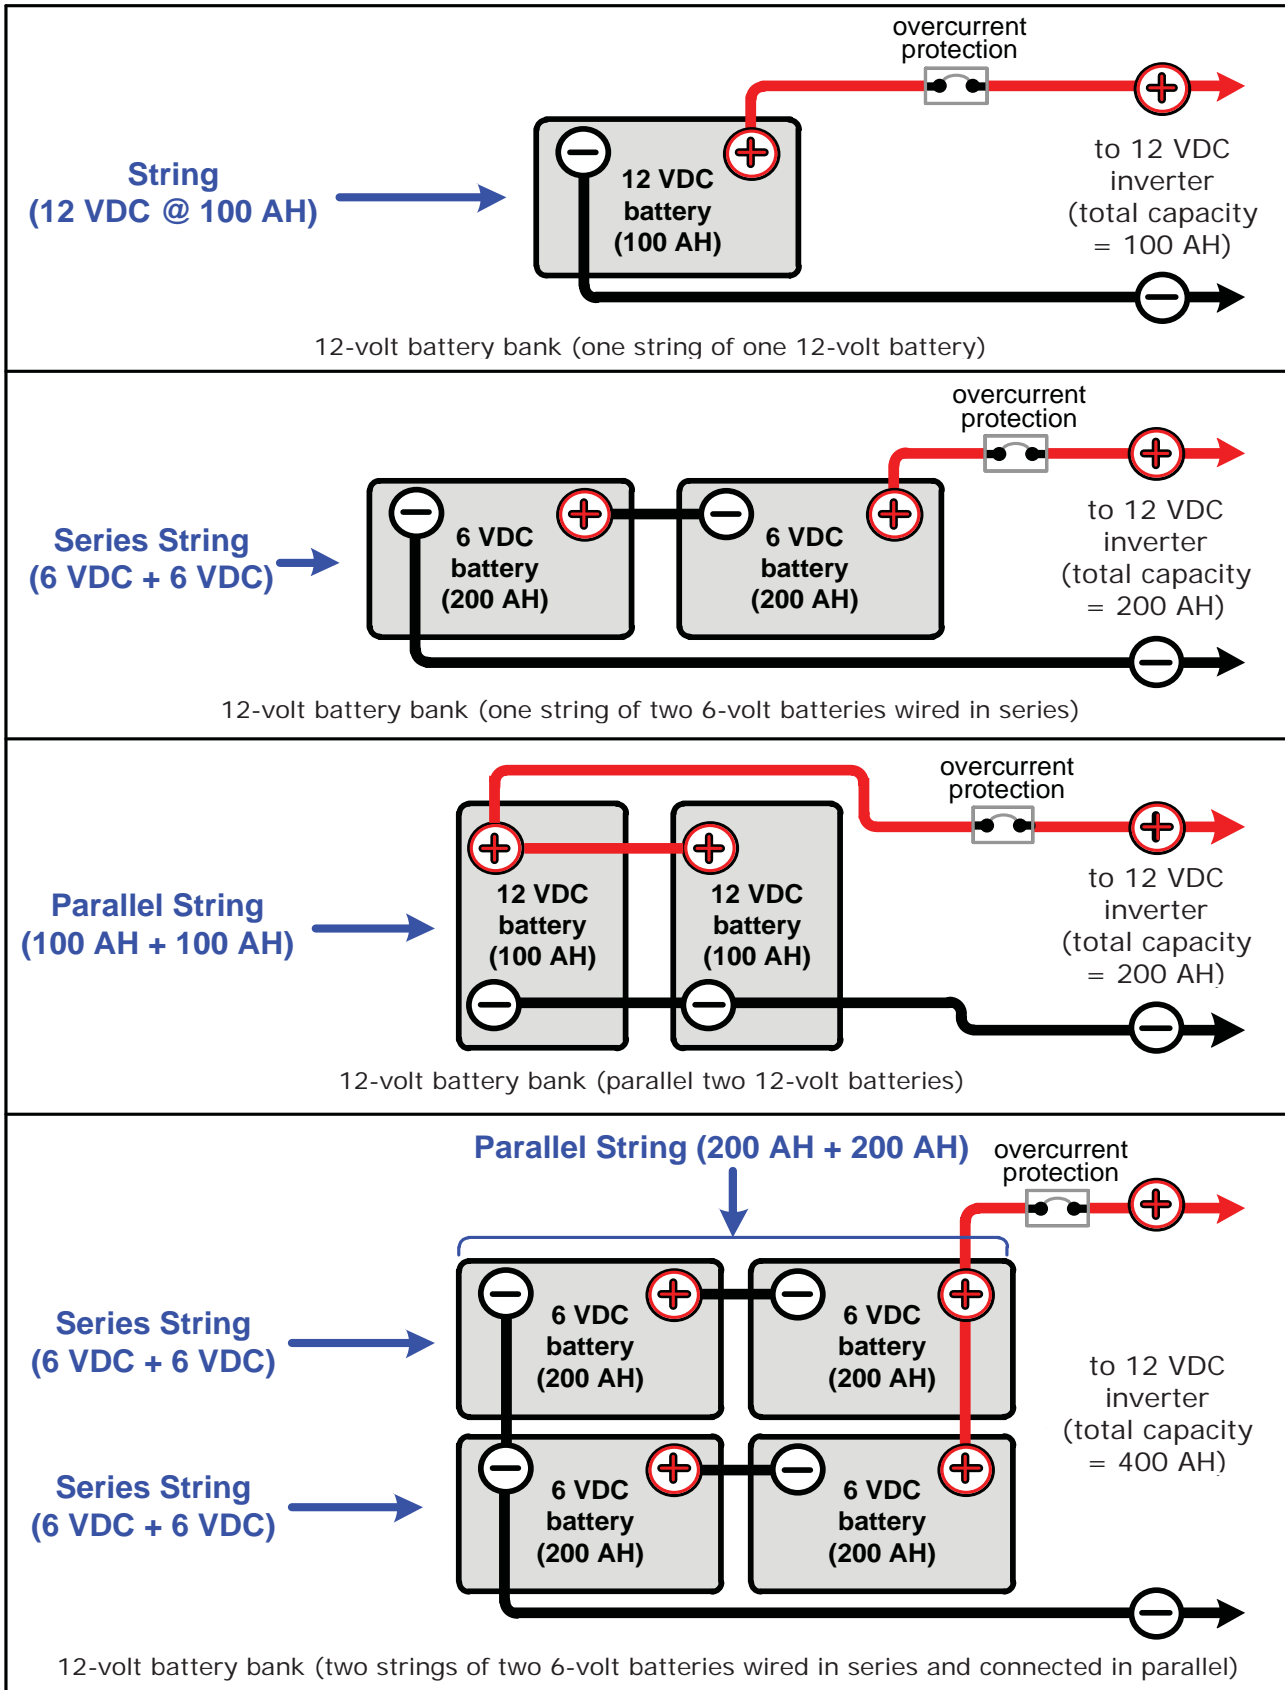 overcurrent
protection
String
(12 VDC @ 100 AH)
12 VDC
battery
(100 AH)
to 12 VDC
inverter
(total capacity
= 100 AH)
12-volt battery bank (one string of one 12-volt battery)
overcurrent
protection
Series String
(6 VDC + 6 VDC)
6 VDC
battery
(200 AH)
6 VDC
battery
(200 AH)
to 12 VDC
inverter
(total capacity
= 200 AH)
12-volt battery bank (one string of two 6-volt batteries wired in series)
overcurrent
protection
Parallel String
(100 AH + 100 AH)
12 VDC
battery
(100 AH)
12 VDC
battery
(100 AH)
to 12 VDC
inverter
(total capacity
= 200 AH)
12-volt battery bank (parallel two 12-volt batteries)
Parallel String (200 AH + 200 AH)
overcurrent
protection
Series String
(6 VDC + 6 VDC)
6 VDC
battery
(200 AH)
6 VDC
battery
(200 AH)
to 12 VDC
inverter
(total capacity
= 400 AH)
Series String
(6 VDC + 6 VDC)
6 VDC
battery
(200 AH)
6 VDC
battery
(200 AH)
12-volt battery bank (two strings of two 6-volt batteries wired in series and connected in parallel)